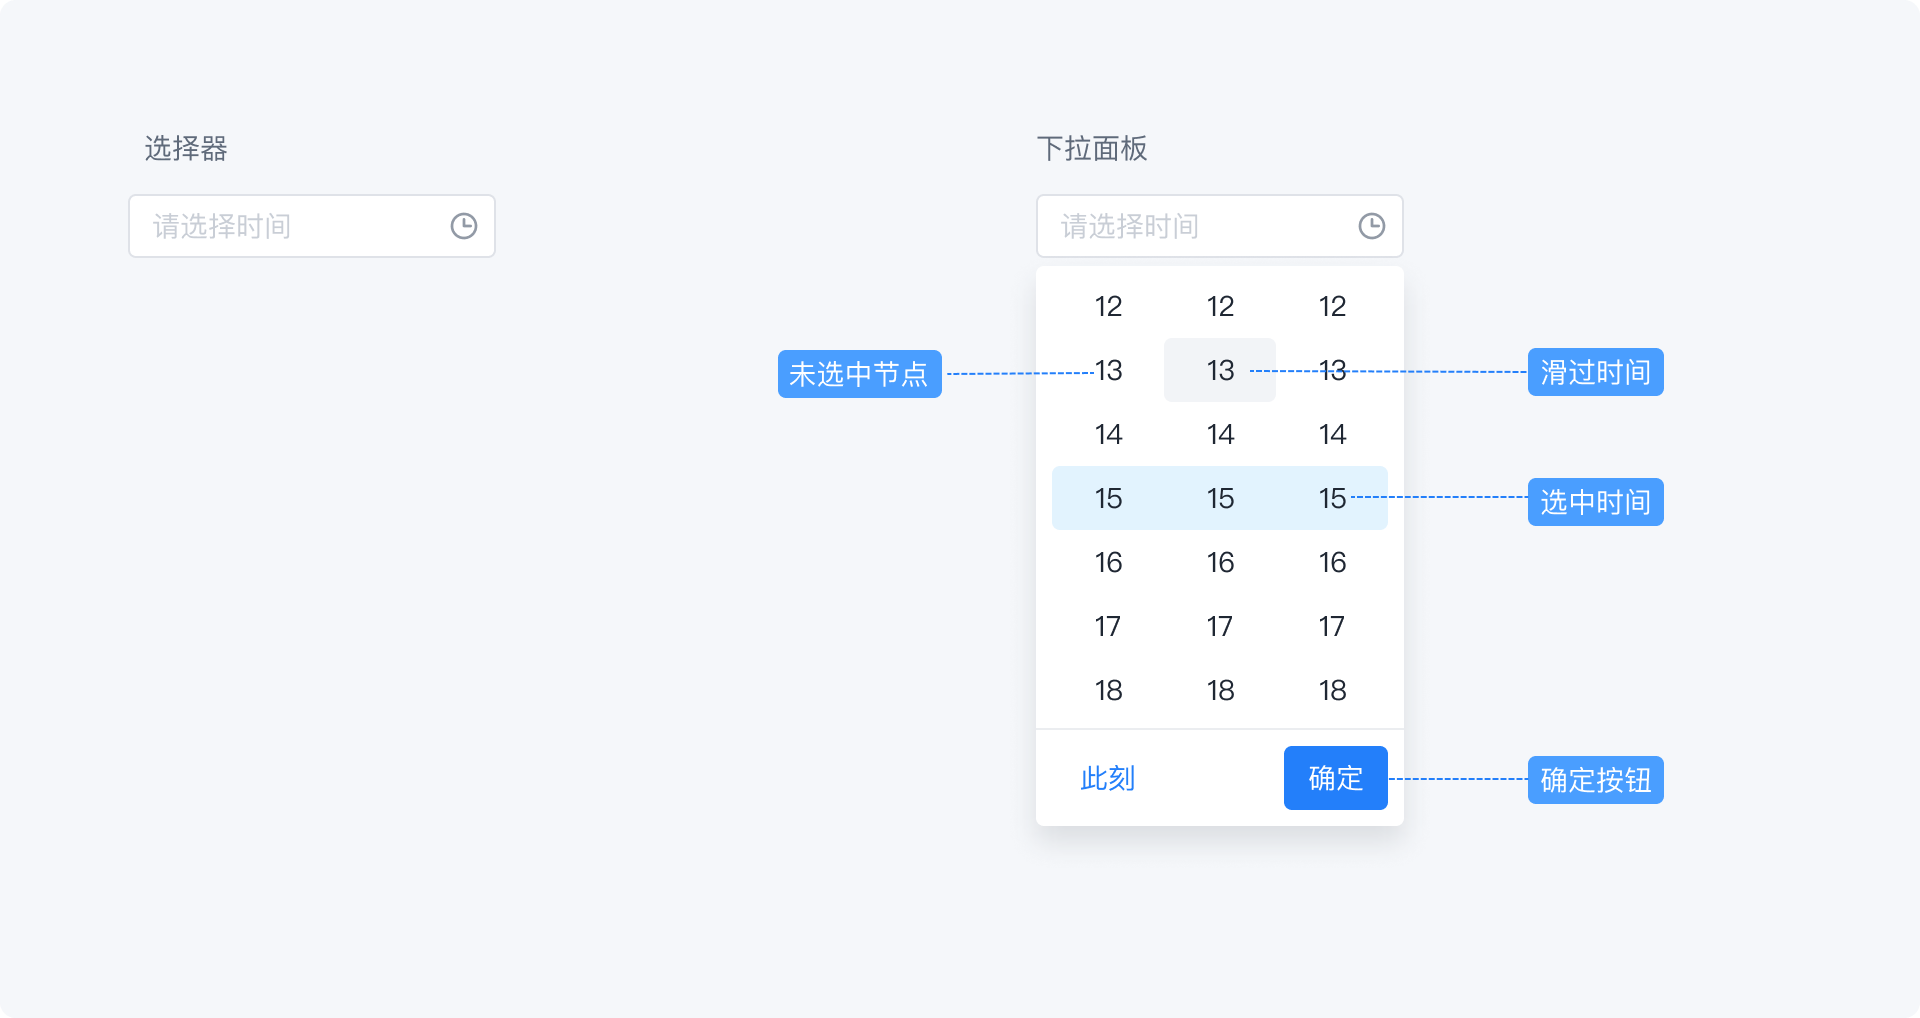 选择器
请选择时间
下拉面板
请选择时间
12 12 12
未选中节点 13 13 13 滑过时间
14 14 14
15 15 15 选中时间
16 16 16
17 17 17
18 18 18
此刻 确定 确定按钮